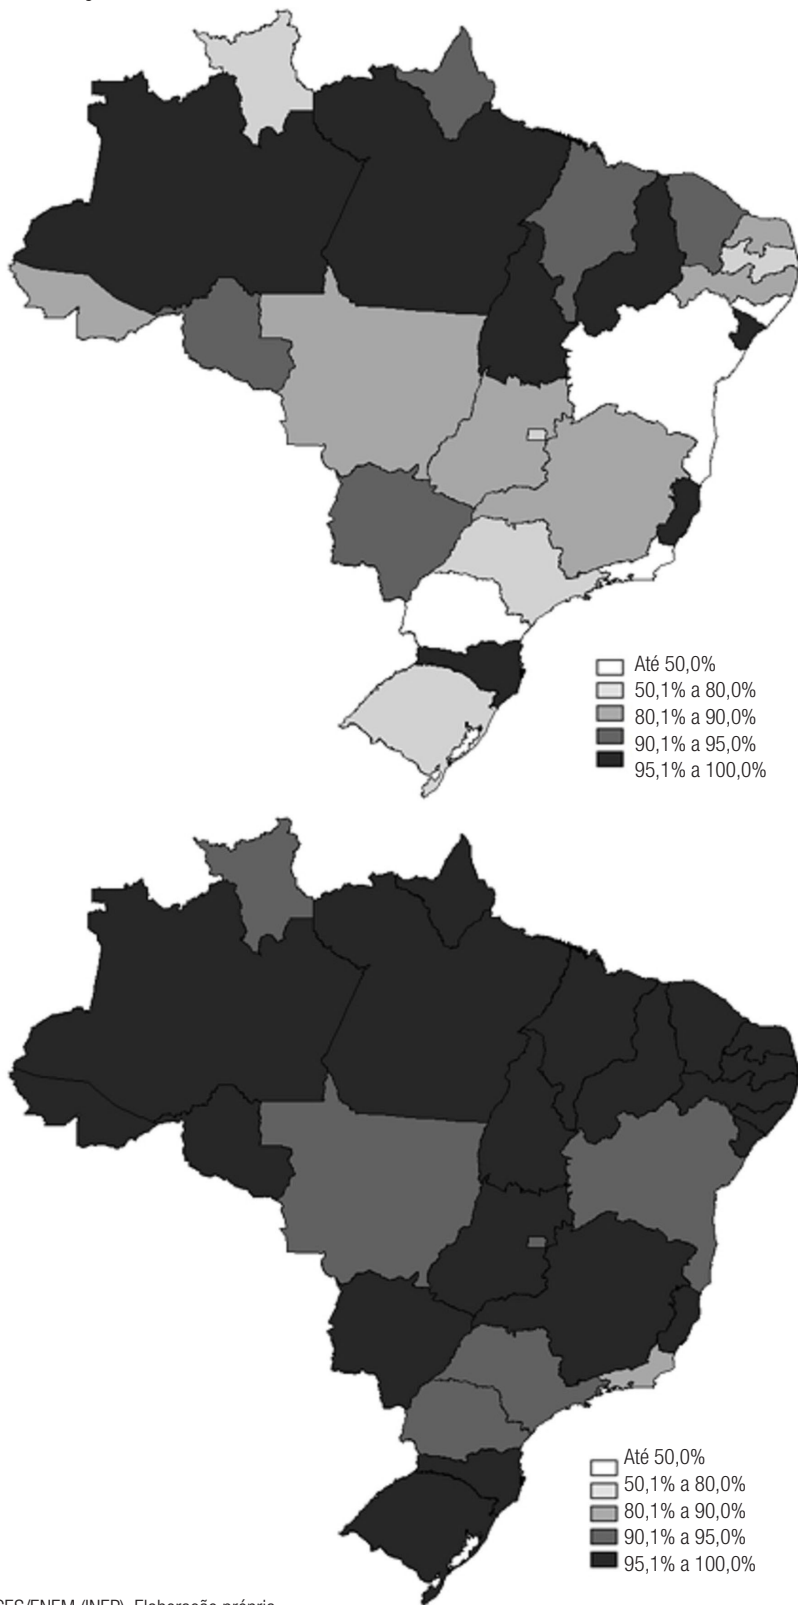 Até 50,0%
50,1% a 80,0%
80,1% a 90,0%
90,1% a 95,0%
95,1% a 100,0%
Até 50,0%
50,1% a 80,0%
80,1% a 90,0%
90,1% a 95,0%
95,1% a 100,0%
(INEP). Elaboração própria